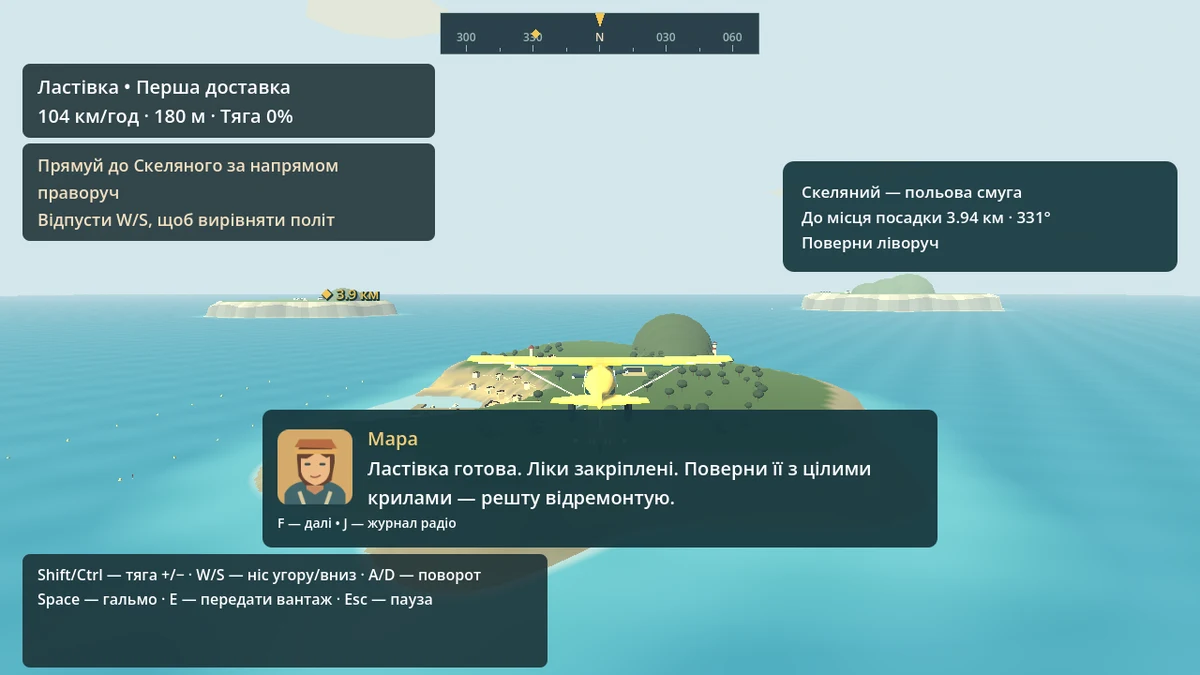 300 330 N 030 060
Ластівка • Перша доставка
104 км/год · 180 м · Тяга 0%
Прямуй до Скеляного за напрямом
праворуч
Відпусти W/S, щоб вирівняти політ
Скеляний — польова смуга
До місця посадки 3.94 км · 331°
Поверни ліворуч
3.9 км
Мара
Ластівка готова. Ліки закріплені. Поверни її з цілими
крилами — решту відремонтую.
F — далі • J — журнал радіо
Shift/Ctrl — тяга +/− · W/S — ніс угору/вниз · A/D — поворот
Space — гальмо · E — передати вантаж · Esc — пауза